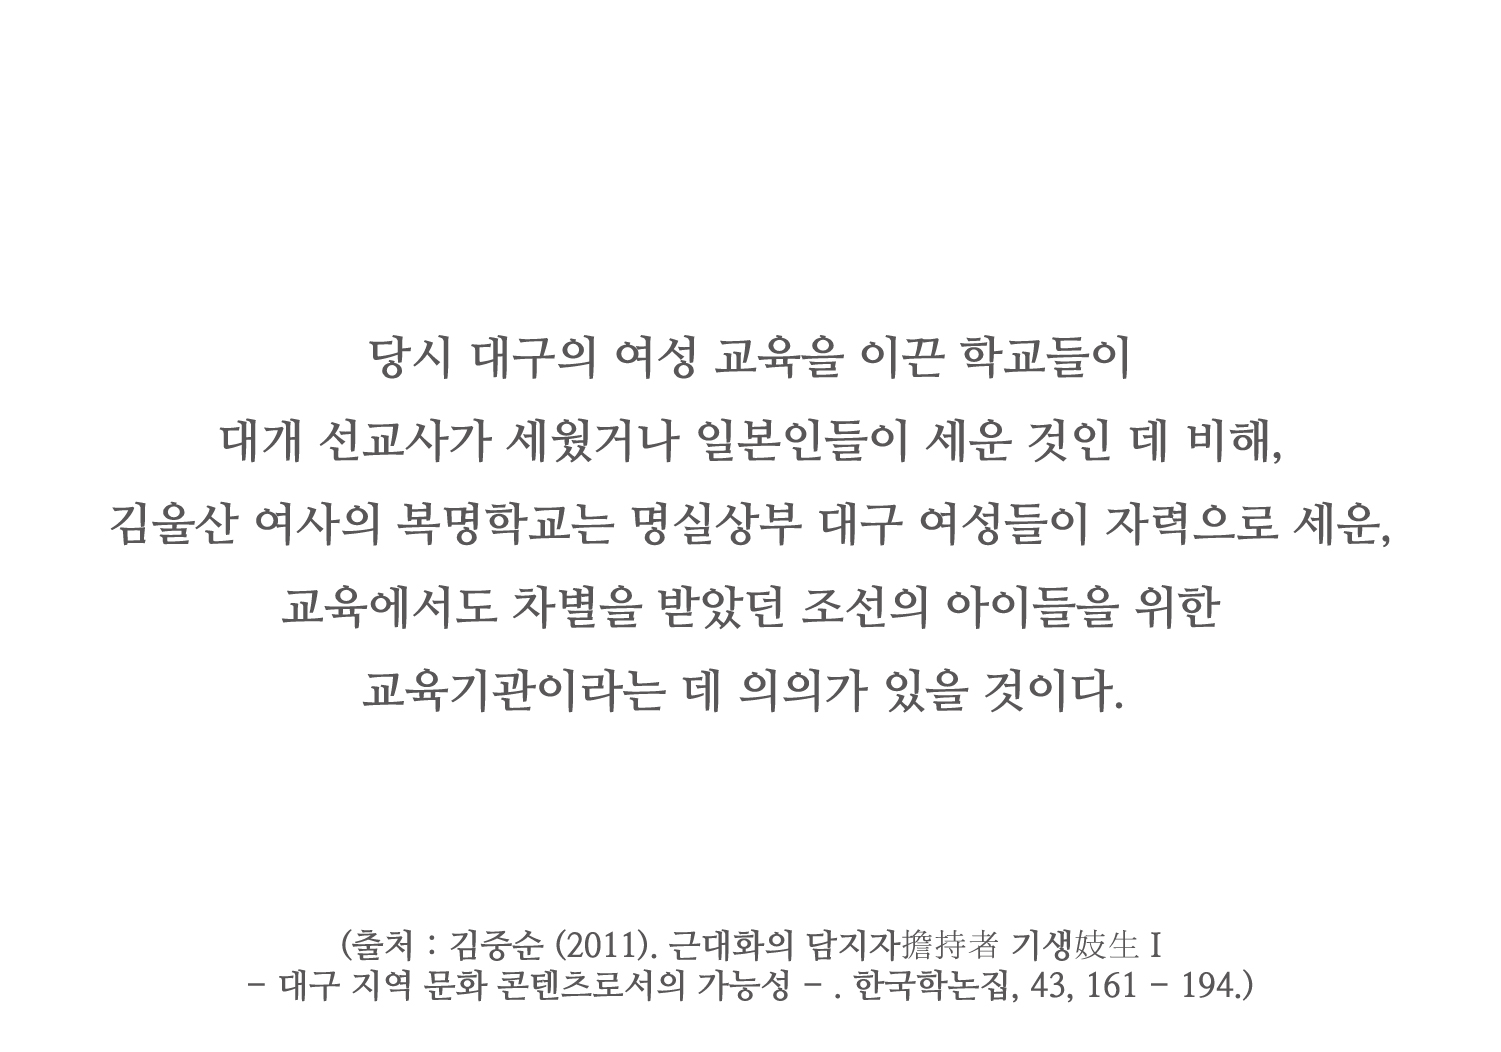 당시 대구의 여성 교육을 이끈 학교들이
대개 선교사가 세웠거나 일본인들이 세운 것인 데 비해,
김울산 여사의 복명학교는 명실상부 대구 여성들이 자력으로 세운,
교육에서도 차별을 받았던 조선의 아이들을 위한
교육기관이라는 데 의의가 있을 것이다.
(출처 : 김중순 (2011). 근대화의 담지자擔持者 기생妓生 I
- 대구 지역 문화 콘텐츠로서의 가능성 - . 한국학논집, 43, 161 - 194.)